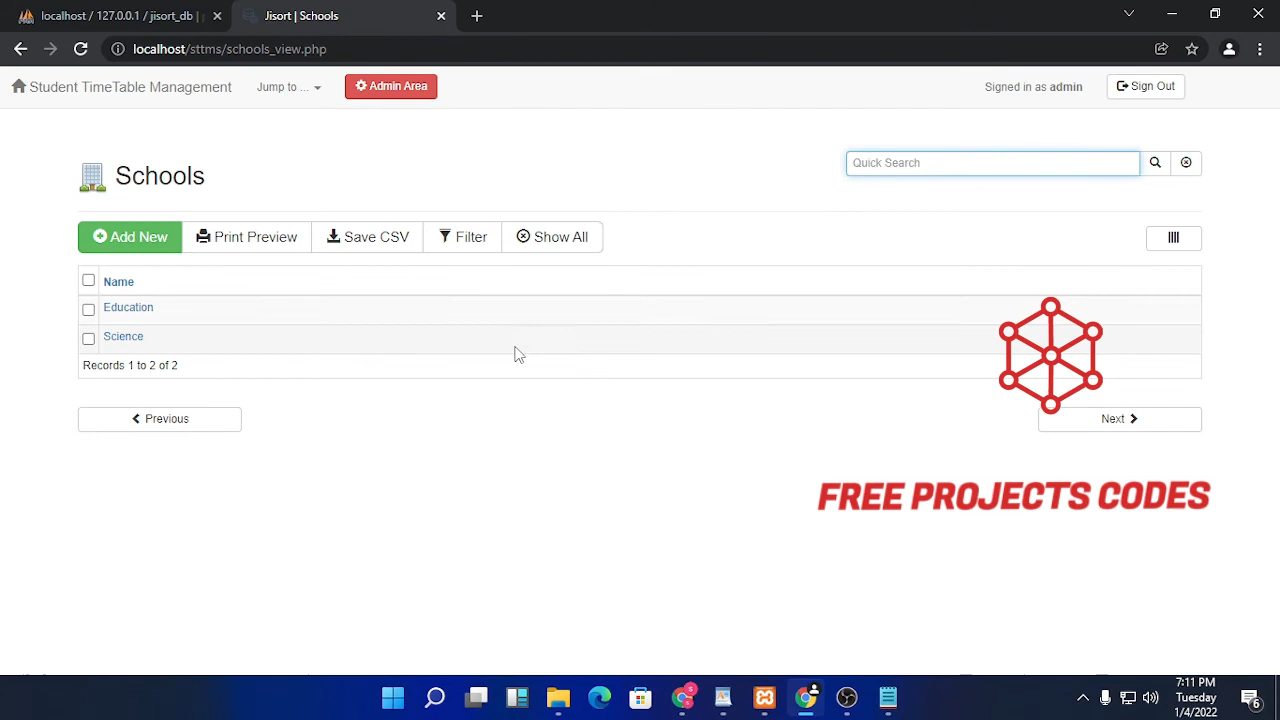 localhost / 127.0.0.1 / jisort_db |
Jisort | Schools
localhost/sttms/schools_view.php
Student TimeTable Management
Jump to ...
Admin Area
Signed in as admin
Sign Out
Schools
Quick Search
Add New
Print Preview
Save CSV
Filter
Show All
Name
Education
Science
Records 1 to 2 of 2
Previous
Next
FREE PROJECTS CODES
7:11 PM
Tuesday
1/4/2022
6